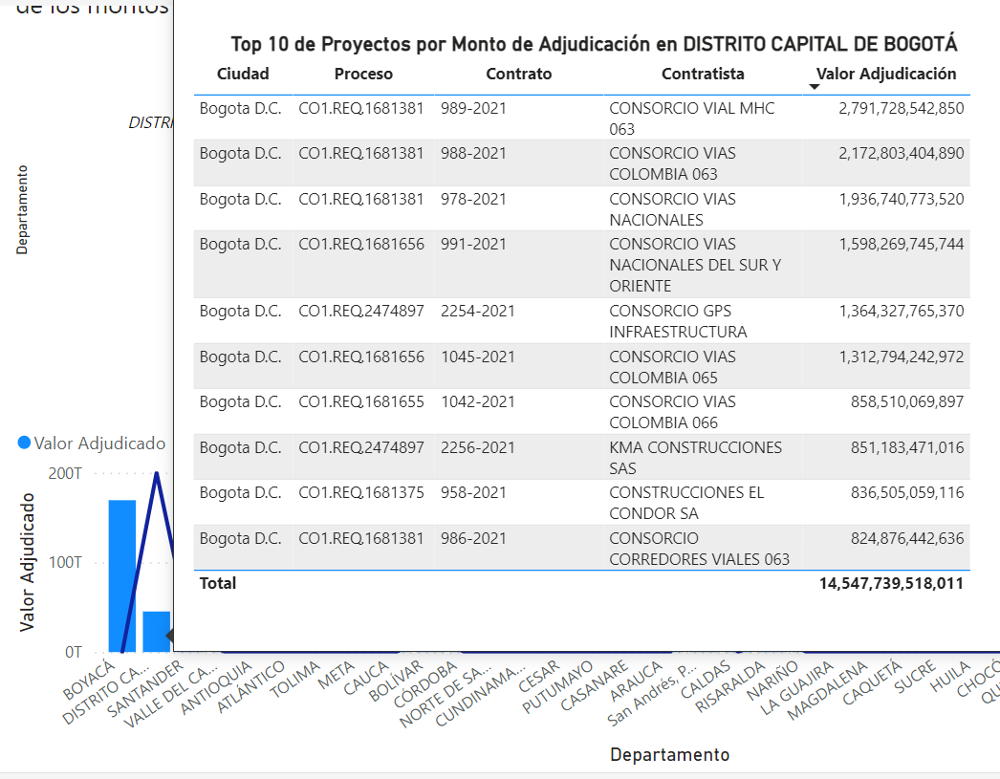 de los montos
Top 10 de Proyectos por Monto de Adjudicación en DISTRITO CAPITAL DE BOGOTÁ
Ciudad Proceso Contrato Contratista Valor Adjudicación
Bogota D.C. CO1.REQ.1681381 989-2021 CONSORCIO VIAL MHC 2,791,728,542,850
063
Bogota D.C. CO1.REQ.1681381 988-2021 CONSORCIO VIAS 2,172,803,404,890
COLOMBIA 063
Bogota D.C. CO1.REQ.1681381 978-2021 CONSORCIO VIAS 1,936,740,773,520
NACIONALES
Bogota D.C. CO1.REQ.1681656 991-2021 CONSORCIO VIAS 1,598,269,745,744
NACIONALES DEL SUR Y
ORIENTE
Bogota D.C. CO1.REQ.2474897 2254-2021 CONSORCIO GPS 1,364,327,765,370
INFRAESTRUCTURA
Bogota D.C. CO1.REQ.1681656 1045-2021 CONSORCIO VIAS 1,312,794,242,972
COLOMBIA 065
Bogota D.C. CO1.REQ.1681655 1042-2021 CONSORCIO VIAS 858,510,069,897
COLOMBIA 066
Bogota D.C. CO1.REQ.2474897 2256-2021 KMA CONSTRUCCIONES 851,183,471,016
SAS
Bogota D.C. CO1.REQ.1681375 958-2021 CONSTRUCCIONES EL 836,505,059,116
CONDOR SA
Bogota D.C. CO1.REQ.1681381 986-2021 CONSORCIO 824,876,442,636
CORREDORES VIALES 063
Total 14,547,739,518,011
DISTRI
Departamento
Valor Adjudicado
Valor Adjudicado
200T
100T
0T
BOYACÁ
DISTRITO CA...
SANTANDER
VALLE DEL CA...
ANTIOQUIA
ATLÁNTICO
TOLIMA
META
CAUCA
BOLÍVAR
CÓRDOBA
NORTE DE SA...
CUNDINAMA...
CESAR
PUTUMAYO
CASANARE
ARAUCA
San Andrés, P...
CALDAS
RISARALDA
NARIÑO
LA GUAJIRA
MAGDALENA
CAQUETÁ
SUCRE
HUILA
CHOCÓ
QU
Departamento